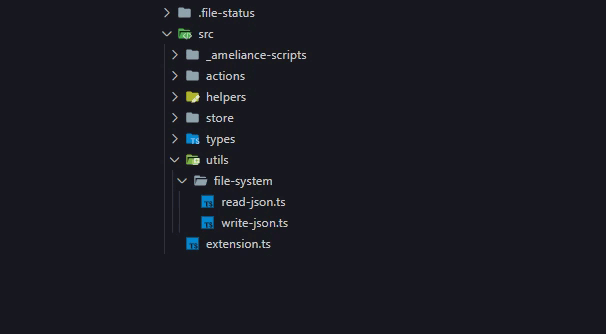 .file-status
src
_ameliance-scripts
actions
helpers
store
types
utils
file-system
read-json.ts
write-json.ts
extension.ts